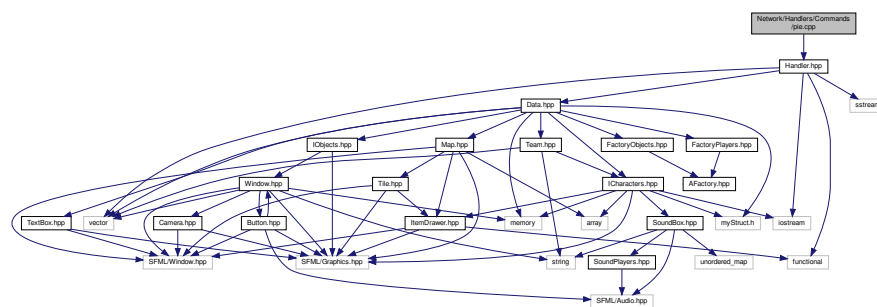 Network/Handlers/Commands
/pie.cpp
Handler.hpp
Data.hpp
sstream
IObjects.hpp
Map.hpp
Team.hpp
FactoryObjects.hpp
FactoryPlayers.hpp
Window.hpp
Tile.hpp
ICharacters.hpp
AFactory.hpp
TextBox.hpp
vector
Camera.hpp
Button.hpp
ItemDrawer.hpp
memory
array
SoundBox.hpp
myStruct.h
iostream
SFML/Window.hpp
SFML/Graphics.hpp
string
SoundPlayers.hpp
unordered_map
functional
SFML/Audio.hpp